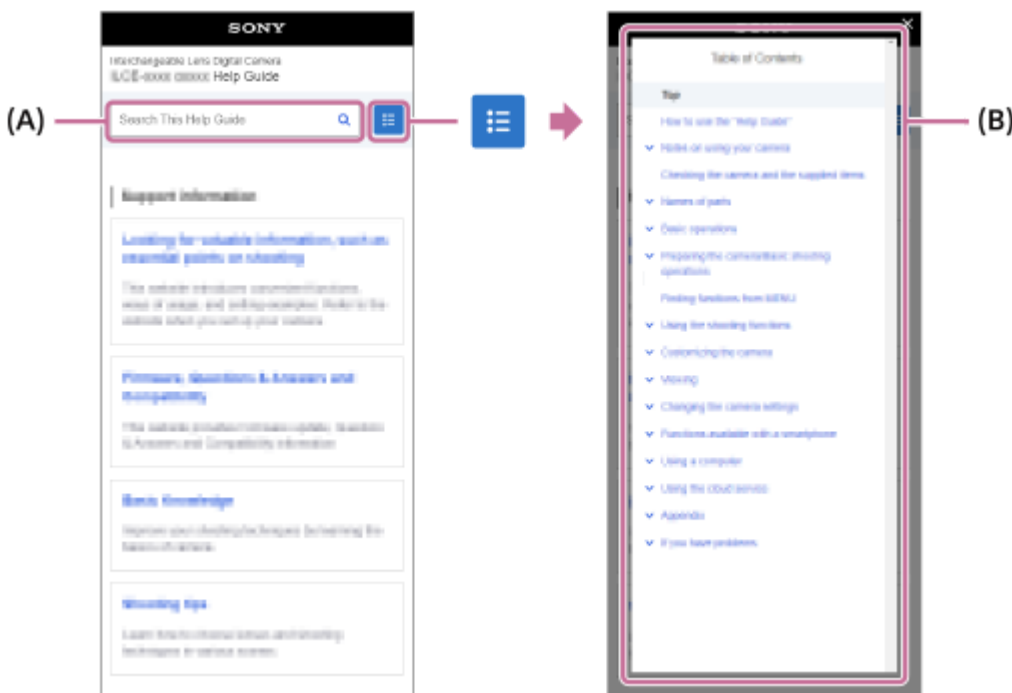 SONY
Interchangeable Lens Digital Camera
Help Guide
(A)
Search This Help Guide
Support Information
Looking for valuable information, such as
essential points on shooting
This website introduces convenient functions,
ways of usage, and setting examples. Refer to the
website when you set up your camera.
Firmware, Questions & Answers and
Compatibility
This website provides Firmware update, Questions
& Answers and Compatibility information
Basic Knowledge
Improve your shooting techniques by learning the
basics of camera.
Shooting tips
Learn how to choose lenses and shooting
techniques in various scenes.
(B)
Table of Contents
Top
How to use the "Help Guide"
Notes on using your camera
Checking the camera and the supplied items
Names of parts
Basic operations
Preparing the camera/Basic shooting
operations
Finding functions from MENU
Using the shooting functions
Customizing the camera
Viewing
Changing the camera settings
Functions available with a smartphone
Using a computer
Using the cloud service
Appendix
If you have problems